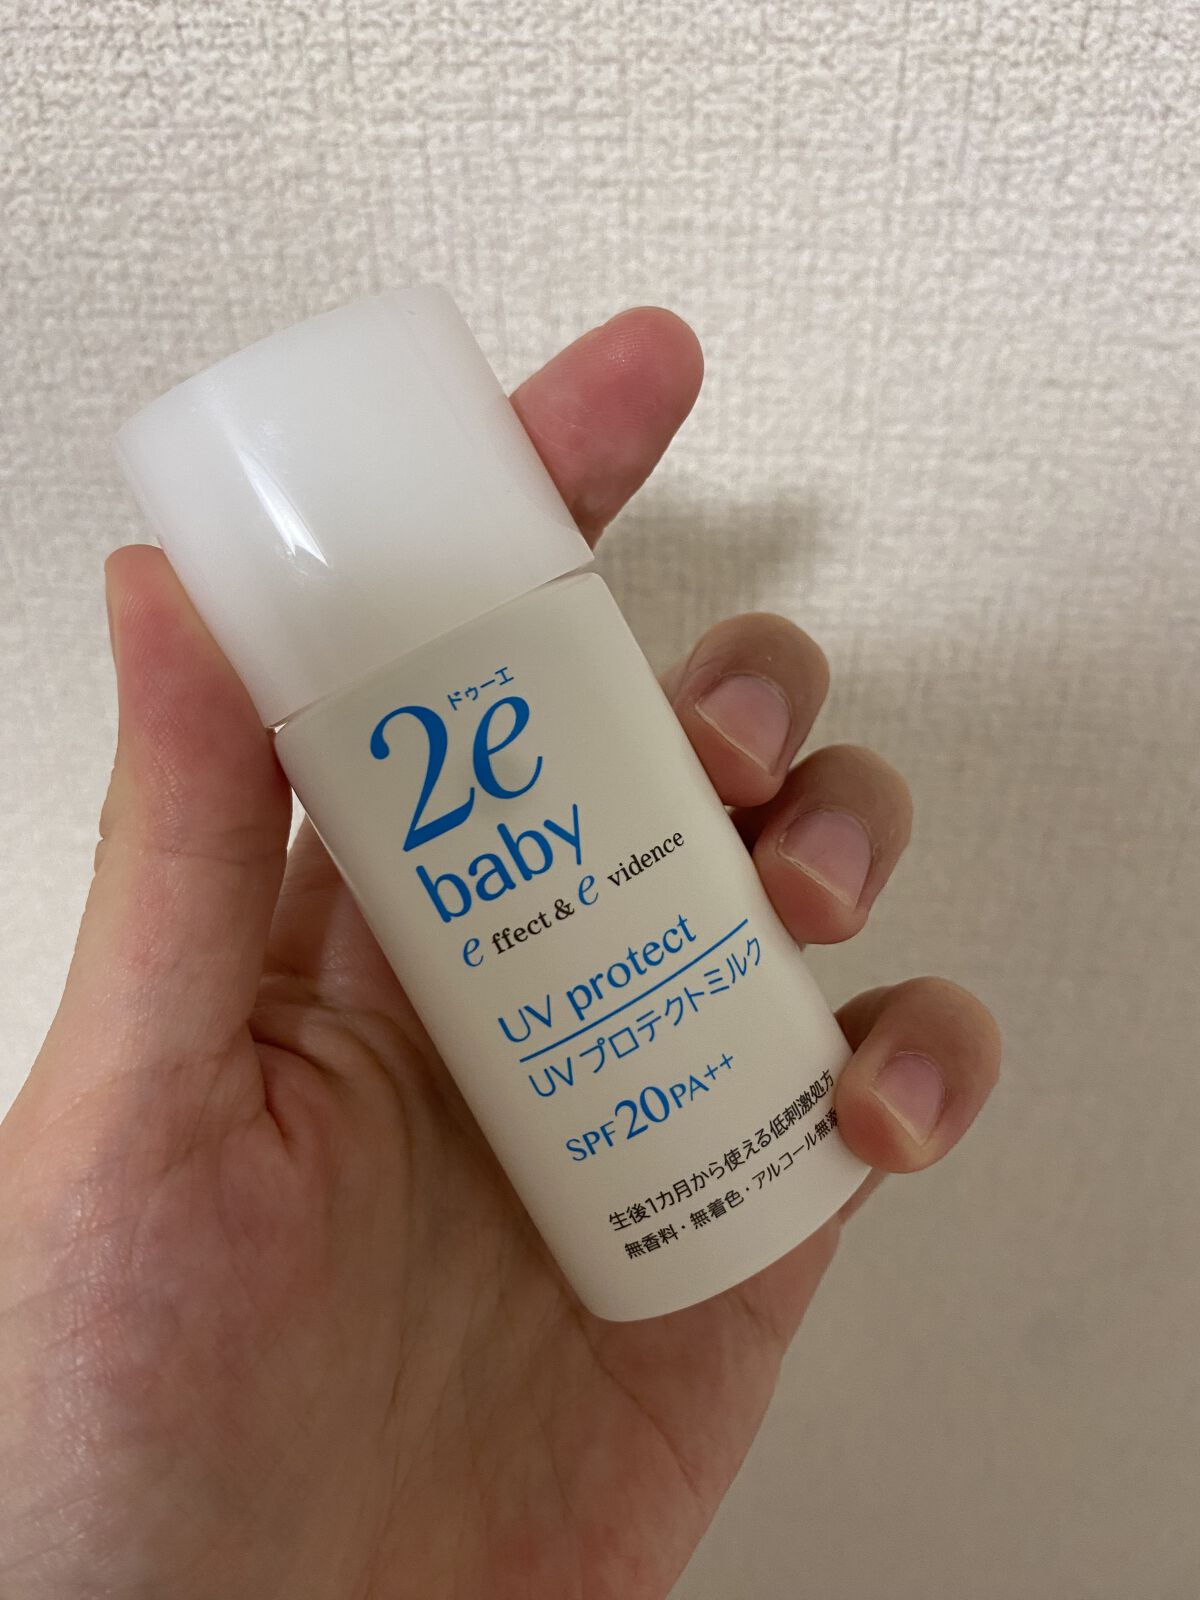 ドゥーエ
2e
baby
effect & evidence
UV protect
UVプロテクトミルク
SPF20PA++
生後1カ月から使える低刺激処方
無香料・無着色・アルコール無添